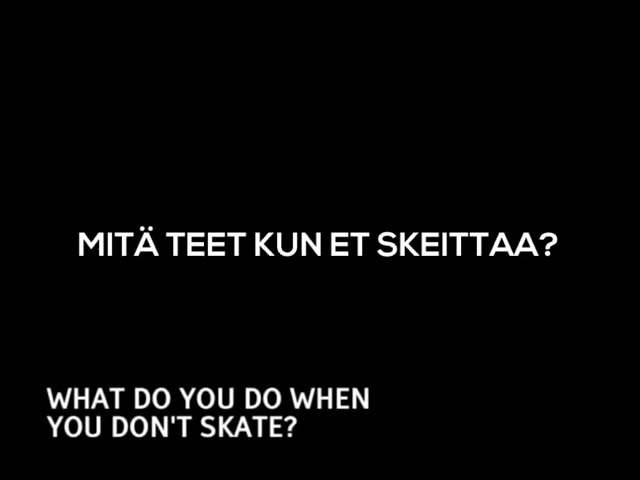 MITÄ TEET KUN ET SKEITTAA?
WHAT DO YOU DO WHEN
YOU DON'T SKATE?